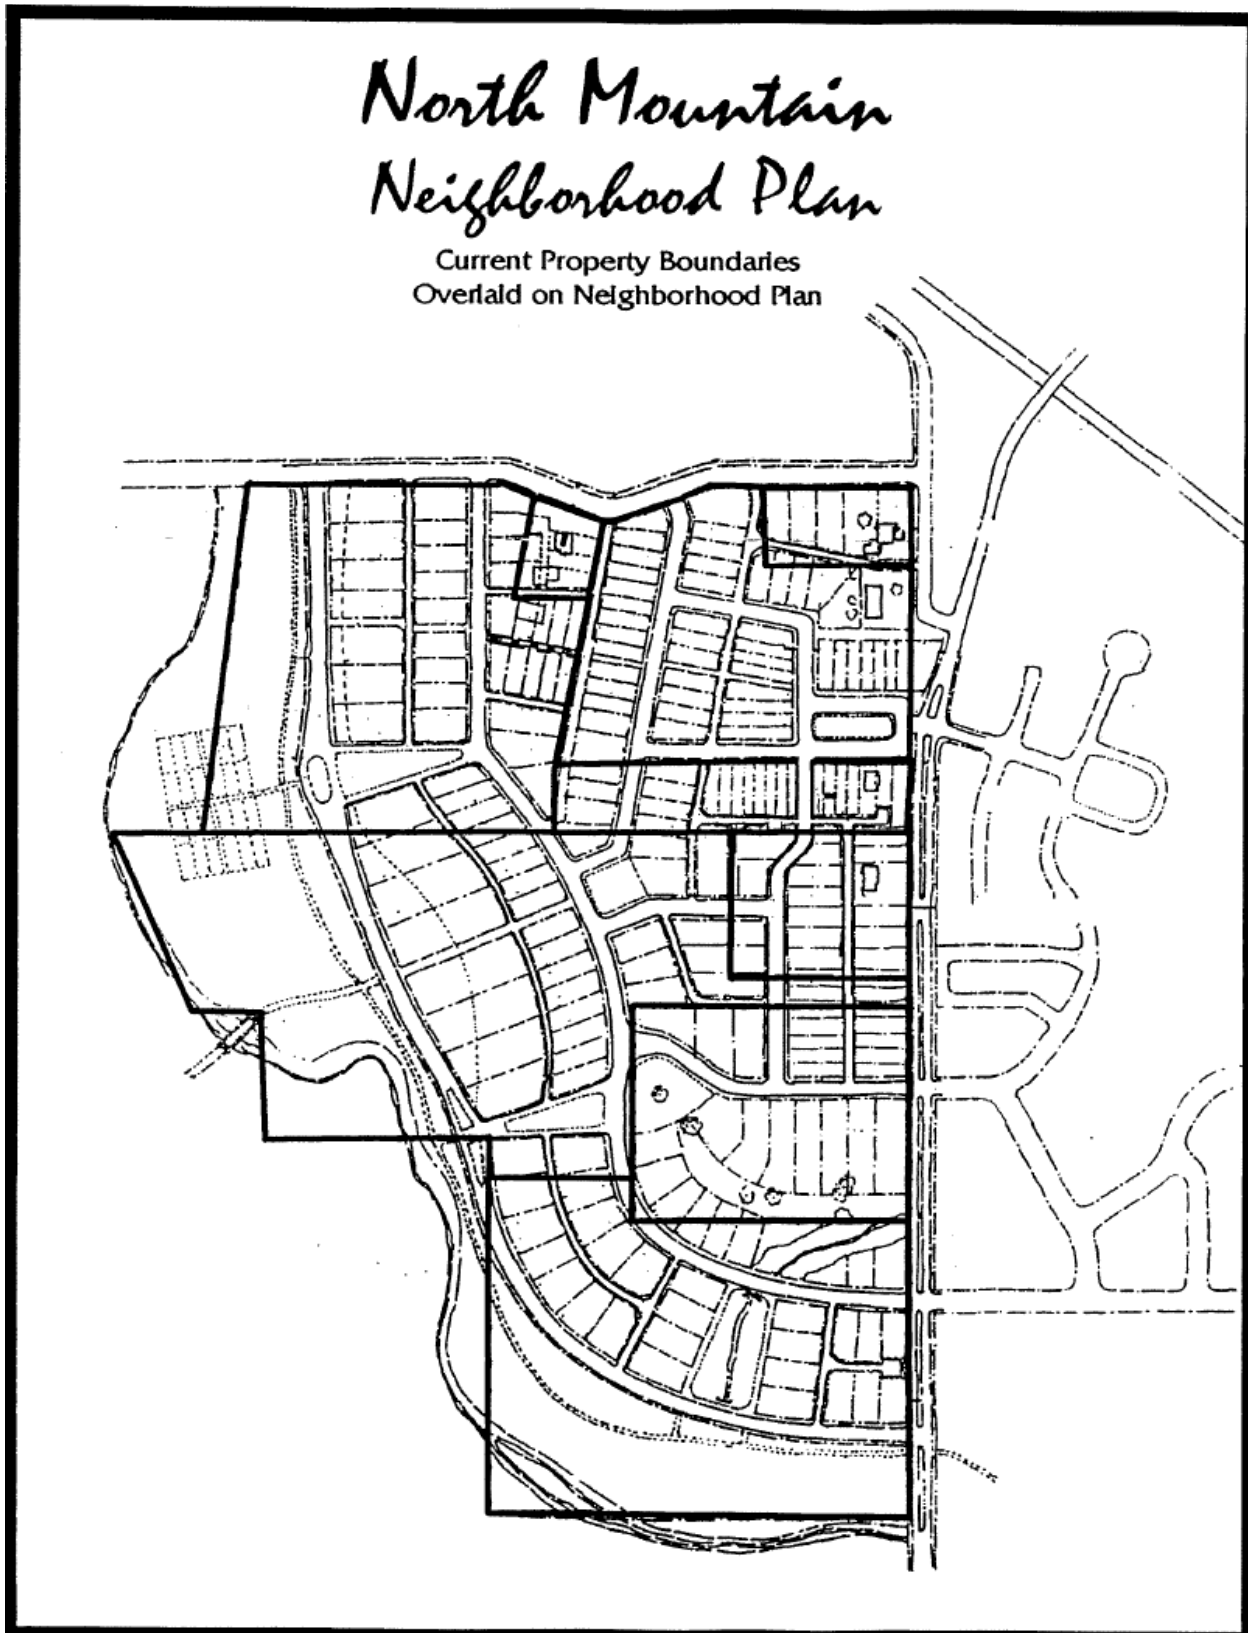 North Mountain
Neighborhood Plan
Current Property Boundaries
Overlaid on Neighborhood Plan